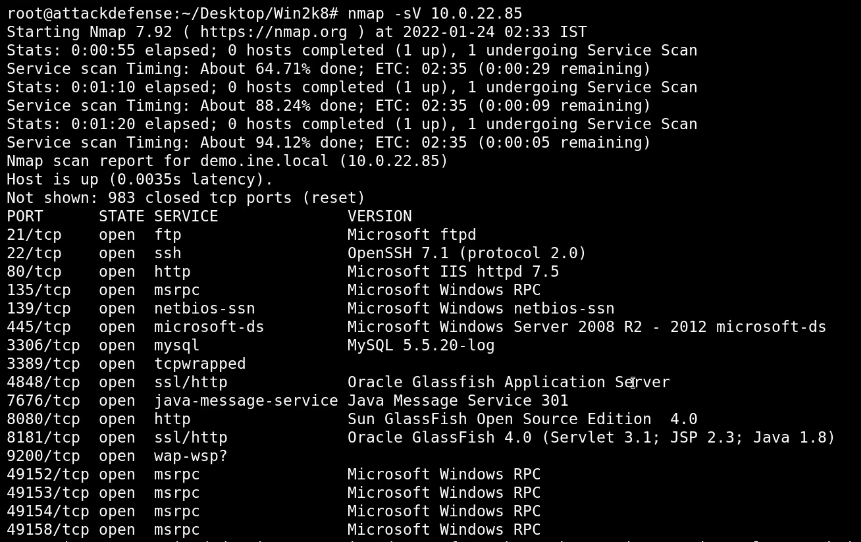 root@attackdefense:~/Desktop/Win2k8# nmap -sV 10.0.22.85
Starting Nmap 7.92 ( https://nmap.org ) at 2022-01-24 02:33 IST
Stats: 0:00:55 elapsed; 0 hosts completed (1 up), 1 undergoing Service Scan
Service scan Timing: About 64.71% done; ETC: 02:35 (0:00:29 remaining)
Stats: 0:01:10 elapsed; 0 hosts completed (1 up), 1 undergoing Service Scan
Service scan Timing: About 88.24% done; ETC: 02:35 (0:00:09 remaining)
Stats: 0:01:20 elapsed; 0 hosts completed (1 up), 1 undergoing Service Scan
Service scan Timing: About 94.12% done; ETC: 02:35 (0:00:05 remaining)
Nmap scan report for demo.ine.local (10.0.22.85)
Host is up (0.0035s latency).
Not shown: 983 closed tcp ports (reset)
PORT      STATE SERVICE              VERSION
21/tcp    open  ftp                  Microsoft ftpd
22/tcp    open  ssh                  OpenSSH 7.1 (protocol 2.0)
80/tcp    open  http                 Microsoft IIS httpd 7.5
135/tcp   open  msrpc                Microsoft Windows RPC
139/tcp   open  netbios-ssn          Microsoft Windows netbios-ssn
445/tcp   open  microsoft-ds         Microsoft Windows Server 2008 R2 - 2012 microsoft-ds
3306/tcp  open  mysql                MySQL 5.5.20-log
3389/tcp  open  tcpwrapped
4848/tcp  open  ssl/http             Oracle Glassfish Application Server
7676/tcp  open  java-message-service Java Message Service 301
8080/tcp  open  http                 Sun GlassFish Open Source Edition  4.0
8181/tcp  open  ssl/http             Oracle GlassFish 4.0 (Servlet 3.1; JSP 2.3; Java 1.8)
9200/tcp  open  wap-wsp?
49152/tcp open  msrpc                Microsoft Windows RPC
49153/tcp open  msrpc                Microsoft Windows RPC
49154/tcp open  msrpc                Microsoft Windows RPC
49158/tcp open  msrpc                Microsoft Windows RPC